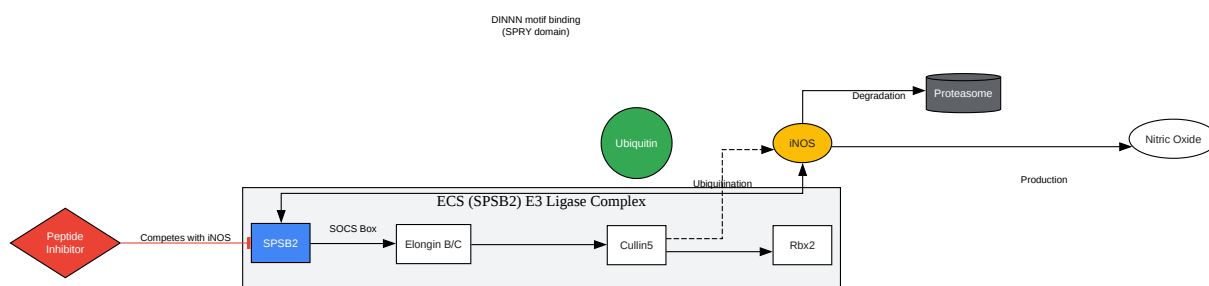 DINNN motif binding
(SPRY domain)
Proteasome
Degradation
Ubiquitin
iNOS
Nitric Oxide
Ubiquitination
Production
ECS (SPSB2) E3 Ligase Complex
Peptide
Inhibitor
Competes with iNOS
SPSB2
SOCS Box
Elongin B/C
Cullin5
Rbx2